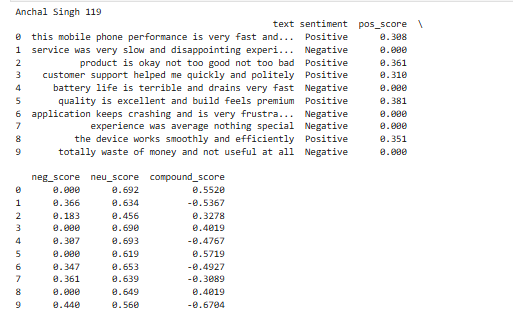 Anchal Singh 119
text sentiment pos_score \
0 this mobile phone performance is very fast and... Positive 0.308
1 service was very slow and disappointing experi... Negative 0.000
2 product is okay not too good not too bad Positive 0.361
3 customer support helped me quickly and politely Positive 0.310
4 battery life is terrible and drains very fast Negative 0.000
5 quality is excellent and build feels premium Positive 0.381
6 application keeps crashing and is very frustra... Negative 0.000
7 experience was average nothing special Negative 0.000
8 the device works smoothly and efficiently Positive 0.351
9 totally waste of money and not useful at all Negative 0.000
neg_score neu_score compound_score
0 0.000 0.692 0.5520
1 0.366 0.634 -0.5367
2 0.183 0.456 0.3278
3 0.000 0.690 0.4019
4 0.307 0.693 -0.4767
5 0.000 0.619 0.5719
6 0.347 0.653 -0.4927
7 0.361 0.639 -0.3089
8 0.000 0.649 0.4019
9 0.440 0.560 -0.6704